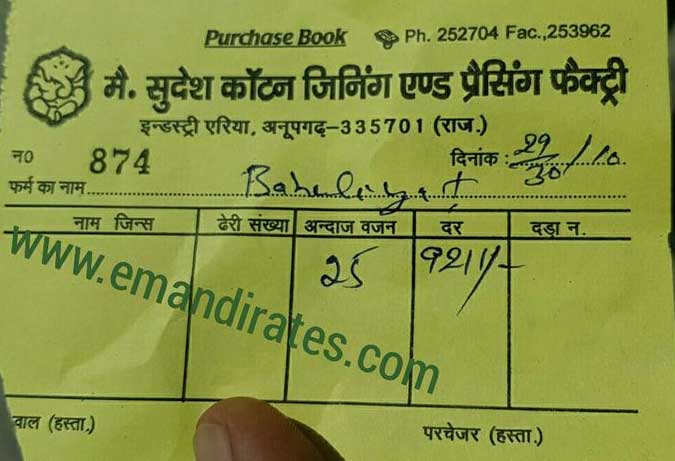 Purchase Book Ph. 252704 Fac.,253962
मै. सुदेश कॉटन जिनिंग एण्ड प्रैसिंग फैक्ट्री
इन्डस्ट्री एरिया, अनूपगढ़-335701 (राज.)
न0 874 दिनांक : 29/30/10.
फर्म का नाम
नाम जिन्स ढेरी संख्या अन्दाज वजन दर दड़ा न.
25 9211/-
www.emandirates.com
वाल (हस्ता.) परचेजर (हस्ता.)